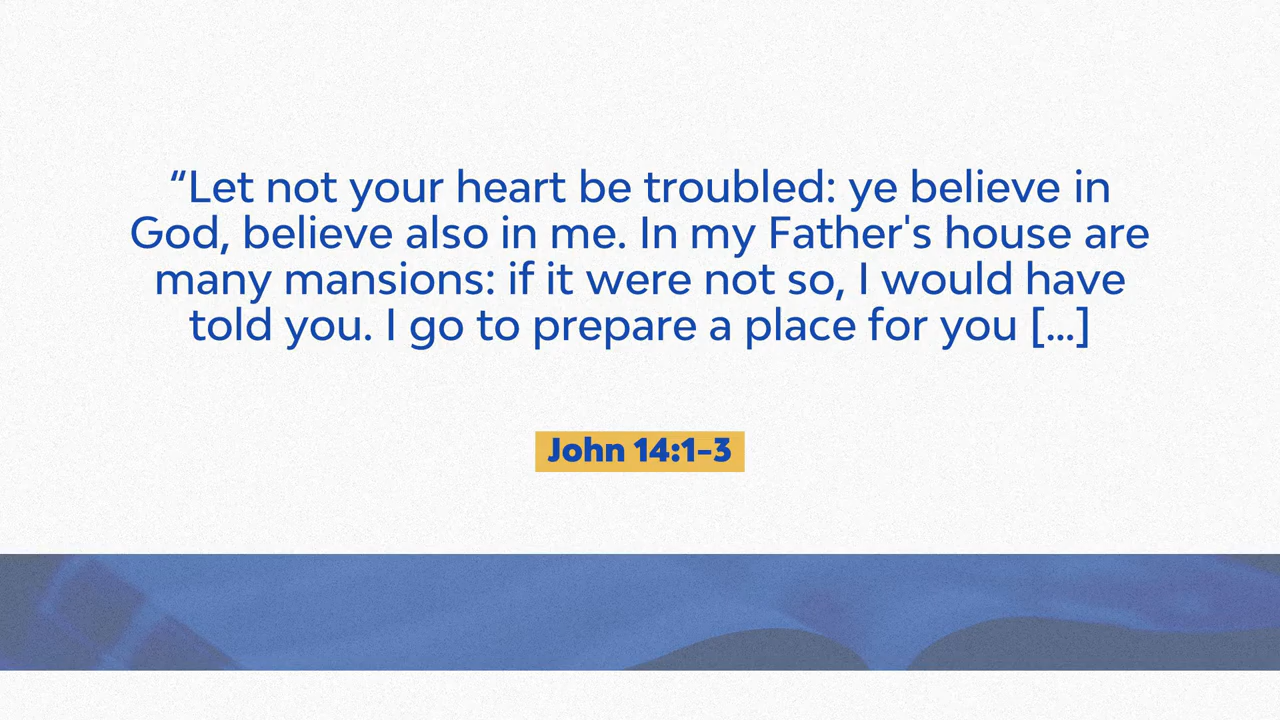 “Let not your heart be troubled: ye believe in
God, believe also in me. In my Father's house are
many mansions: if it were not so, I would have
told you. I go to prepare a place for you [...]
John 14:1–3